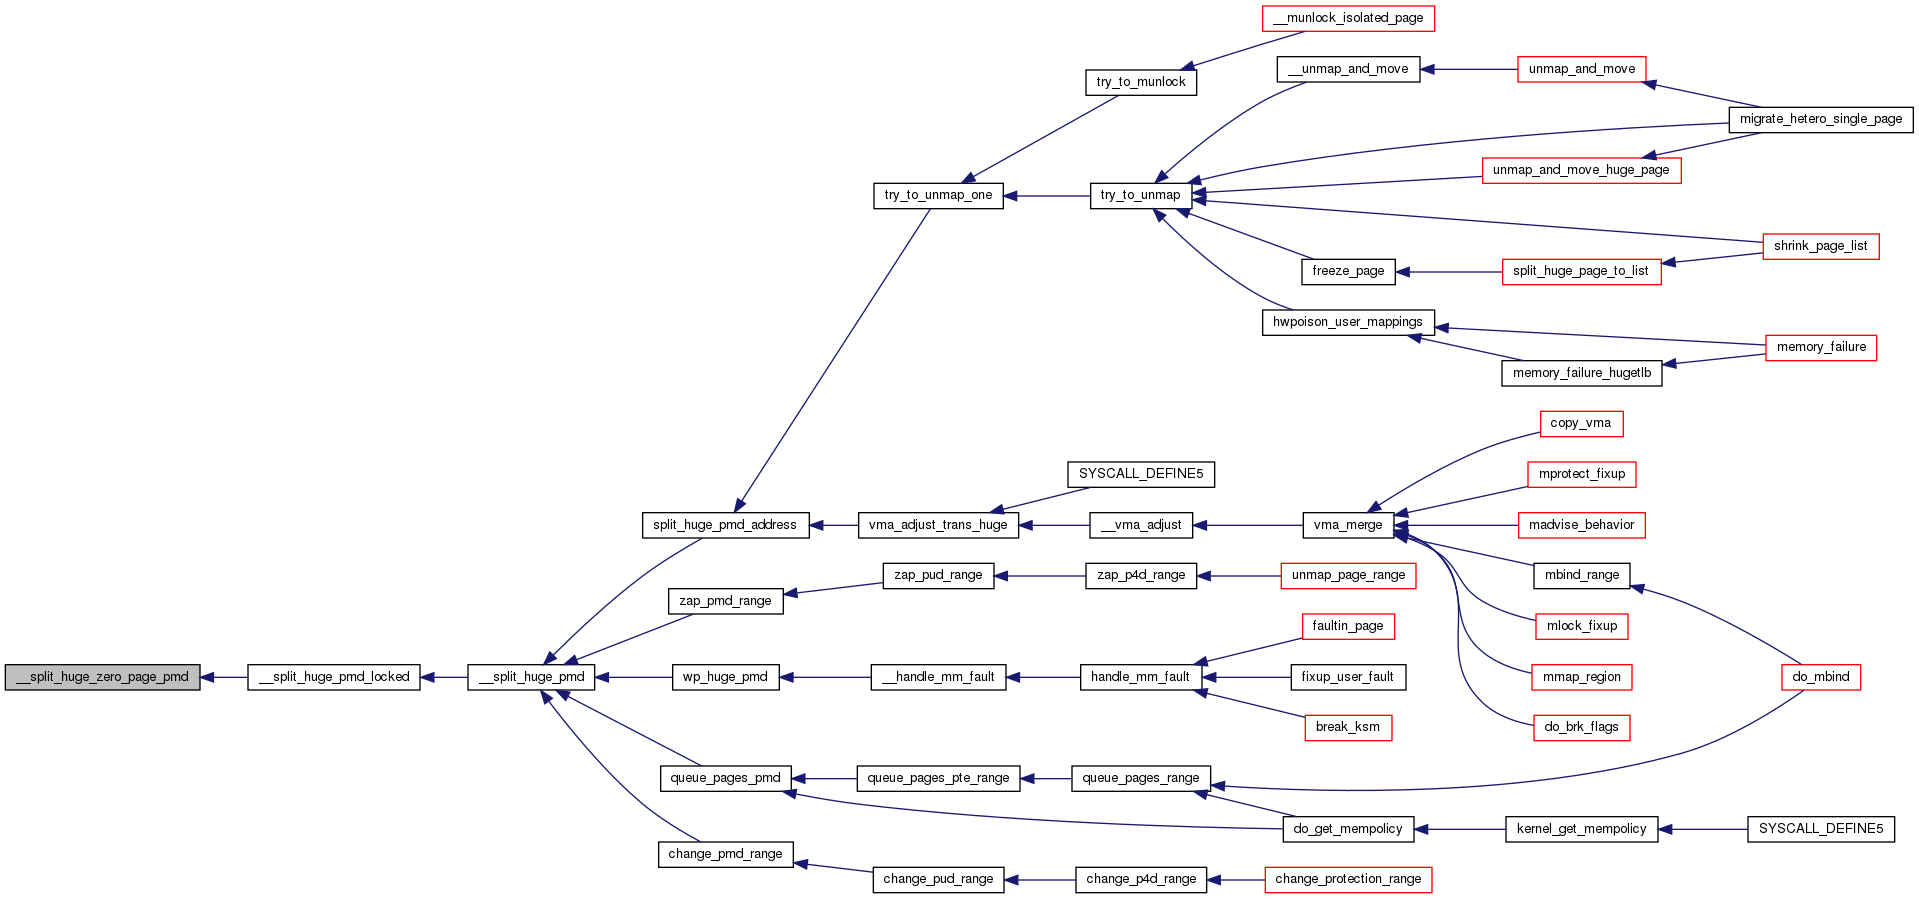 __munlock_isolated_page
__unmap_and_move
unmap_and_move
try_to_munlock
migrate_hetero_single_page
unmap_and_move_huge_page
try_to_unmap_one
try_to_unmap
shrink_page_list
freeze_page
split_huge_page_to_list
hwpoison_user_mappings
memory_failure
memory_failure_hugetlb
copy_vma
SYSCALL_DEFINE5
mprotect_fixup
split_huge_pmd_address
vma_adjust_trans_huge
__vma_adjust
vma_merge
madvise_behavior
zap_pud_range
zap_p4d_range
unmap_page_range
mbind_range
zap_pmd_range
faultin_page
mlock_fixup
__split_huge_zero_page_pmd
__split_huge_pmd_locked
__split_huge_pmd
wp_huge_pmd
__handle_mm_fault
handle_mm_fault
fixup_user_fault
mmap_region
do_mbind
break_ksm
do_brk_flags
queue_pages_pmd
queue_pages_pte_range
queue_pages_range
do_get_mempolicy
kernel_get_mempolicy
SYSCALL_DEFINE5
change_pmd_range
change_pud_range
change_p4d_range
change_protection_range